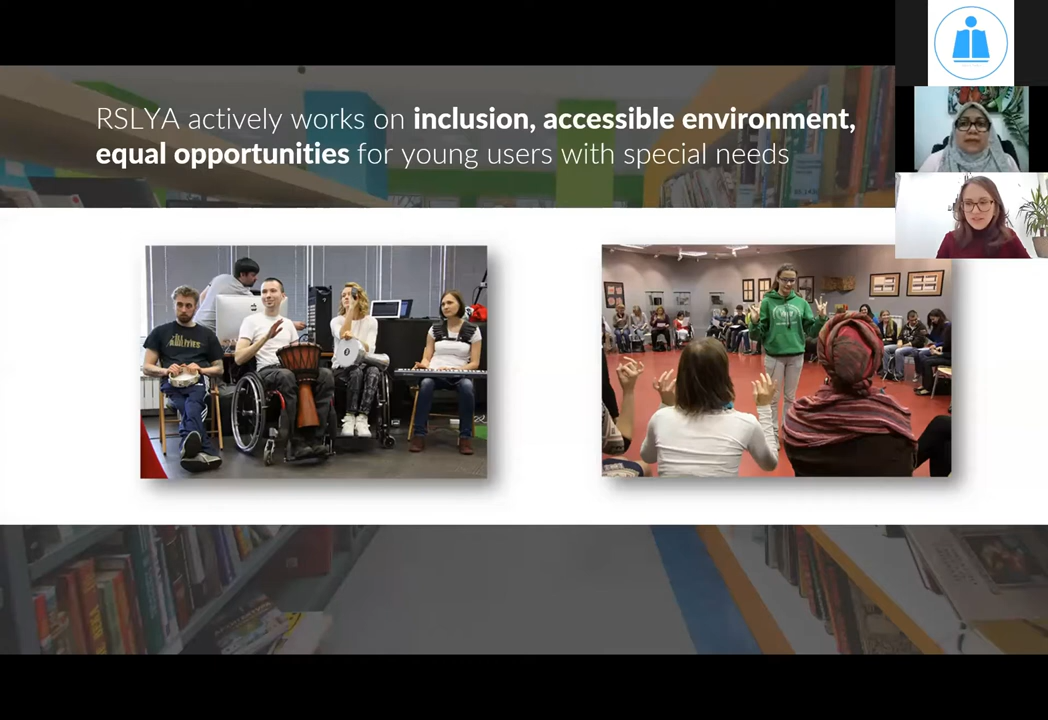 RSLYA actively works on inclusion, accessible environment,
equal opportunities for young users with special needs